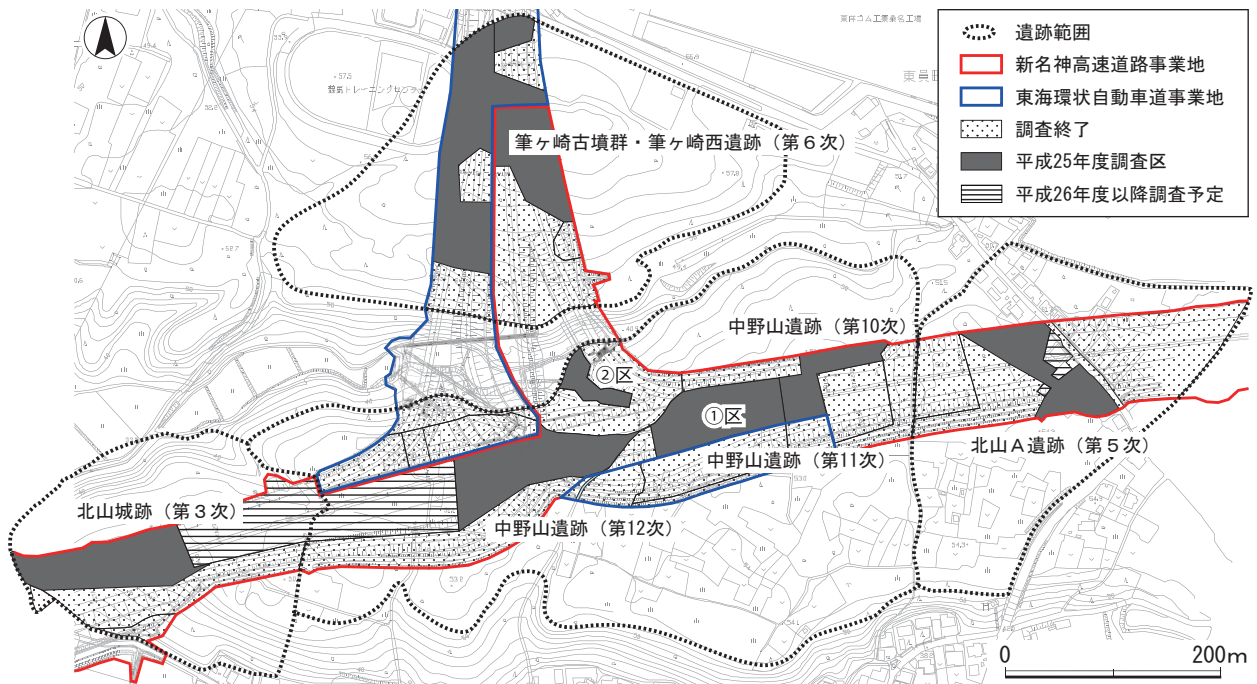 遺跡範囲
新名神高速道路事業地
東海環状自動車道事業地
調査終了
平成25年度調査区
平成26年度以降調査予定
筆ヶ崎古墳群・筆ヶ崎西遺跡（第６次）
中野山遺跡（第10次）
②区
①区
中野山遺跡（第11次）
北山Ａ遺跡（第５次）
北山城跡（第３次）
中野山遺跡（第12次）
0
200m